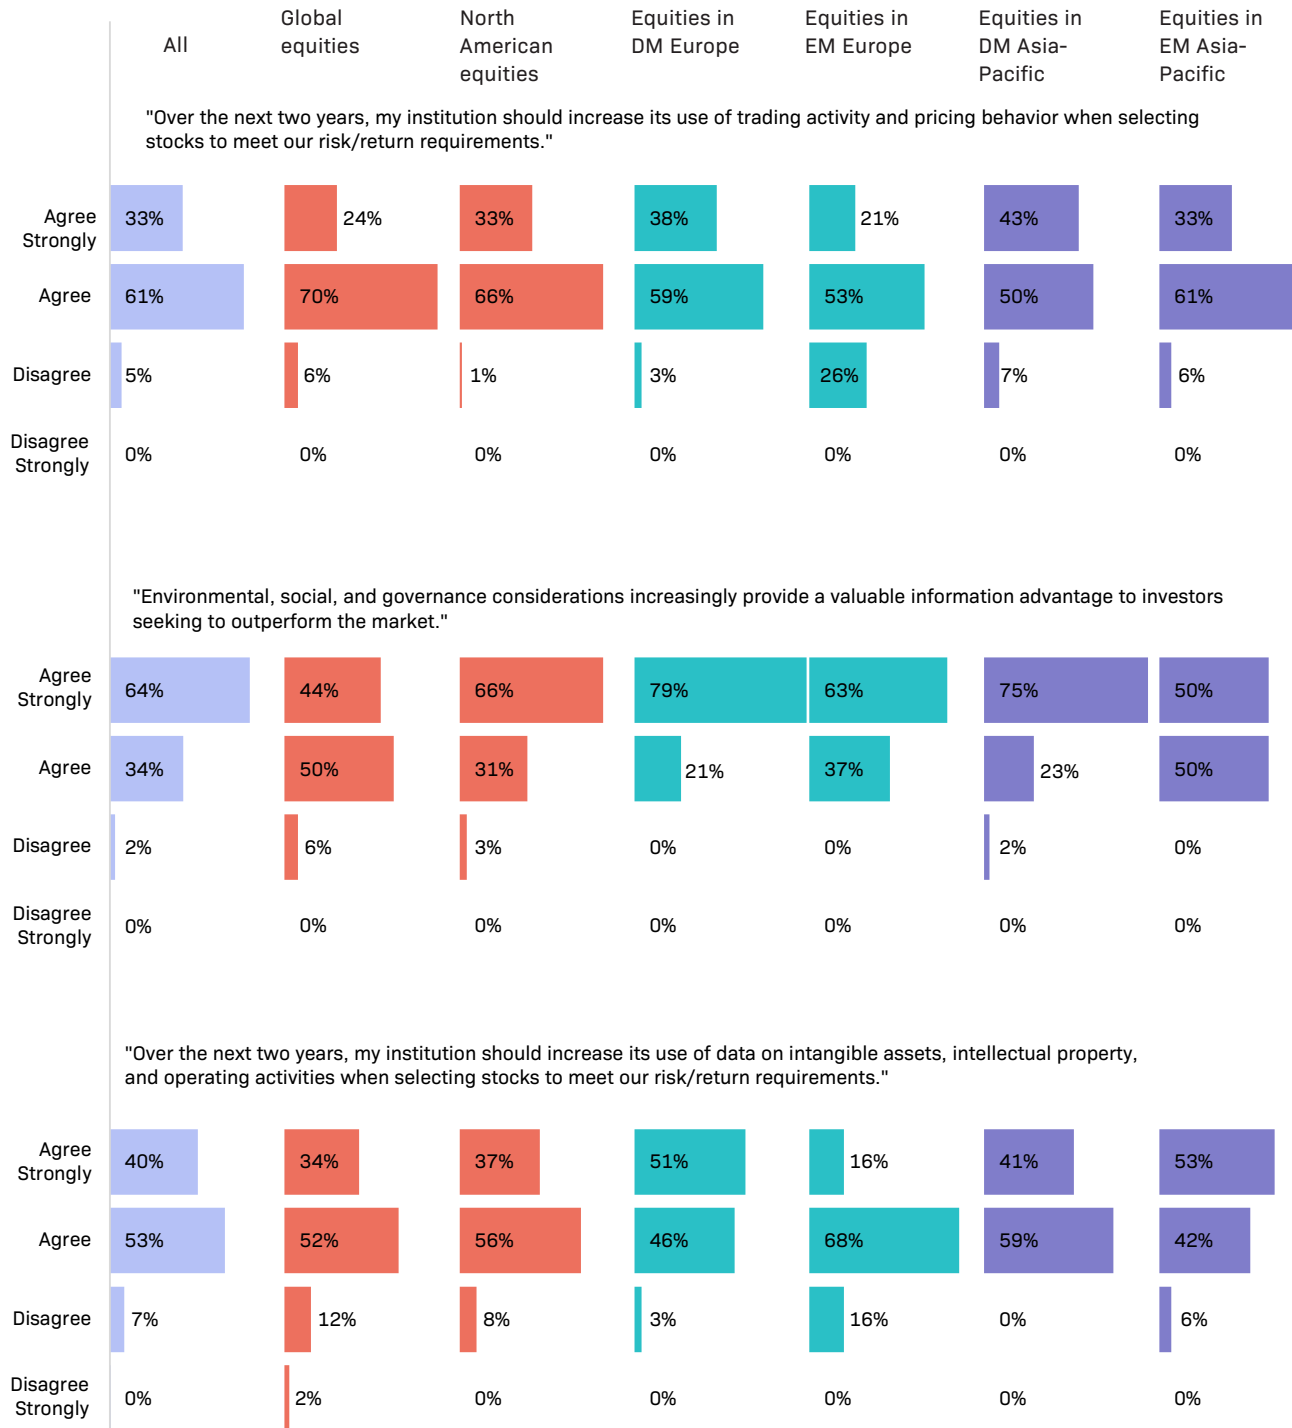 All
Global
equities
North
American
equities
Equities in
DM Europe
Equities in
EM Europe
Equities in
DM Asia-
Pacific
Equities in
EM Asia-
Pacific
"Over the next two years, my institution should increase its use of trading activity and pricing behavior when selecting
stocks to meet our risk/return requirements."
Agree
Strongly
33% 24% 33% 38% 21% 43% 33%
Agree 61% 70% 66% 59% 53% 50% 61%
Disagree 5% 6% 1% 3% 26% 7% 6%
Disagree
Strongly
0% 0% 0% 0% 0% 0% 0%
"Environmental, social, and governance considerations increasingly provide a valuable information advantage to investors
seeking to outperform the market."
Agree
Strongly
64% 44% 66% 79% 63% 75% 50%
Agree 34% 50% 31% 21% 37% 23% 50%
Disagree 2% 6% 3% 0% 0% 2% 0%
Disagree
Strongly
0% 0% 0% 0% 0% 0% 0%
"Over the next two years, my institution should increase its use of data on intangible assets, intellectual property,
and operating activities when selecting stocks to meet our risk/return requirements."
Agree
Strongly
40% 34% 37% 51% 16% 41% 53%
Agree 53% 52% 56% 46% 68% 59% 42%
Disagree 7% 12% 8% 3% 16% 0% 6%
Disagree
Strongly
0% 2% 0% 0% 0% 0% 0%